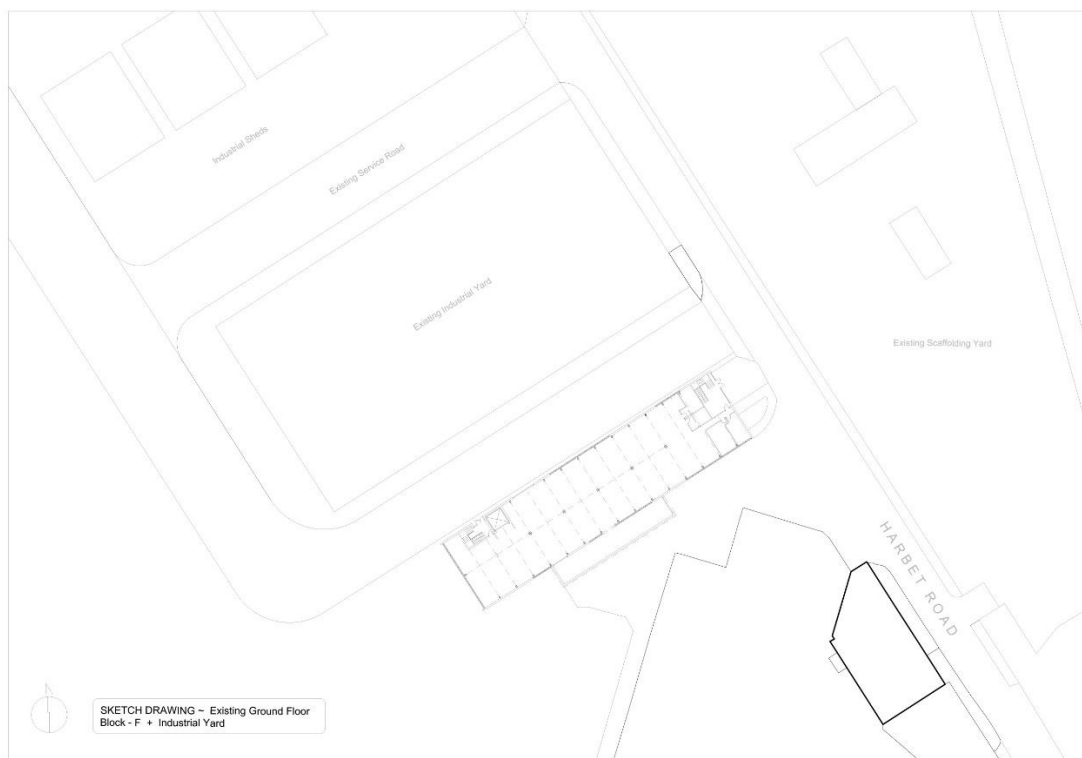 Industrial Sheds
Existing Service Road
Existing Industrial Yard
Existing Scaffolding Yard
HARBET ROAD
SKETCH DRAWING ~ Existing Ground Floor
Block - F + Industrial Yard